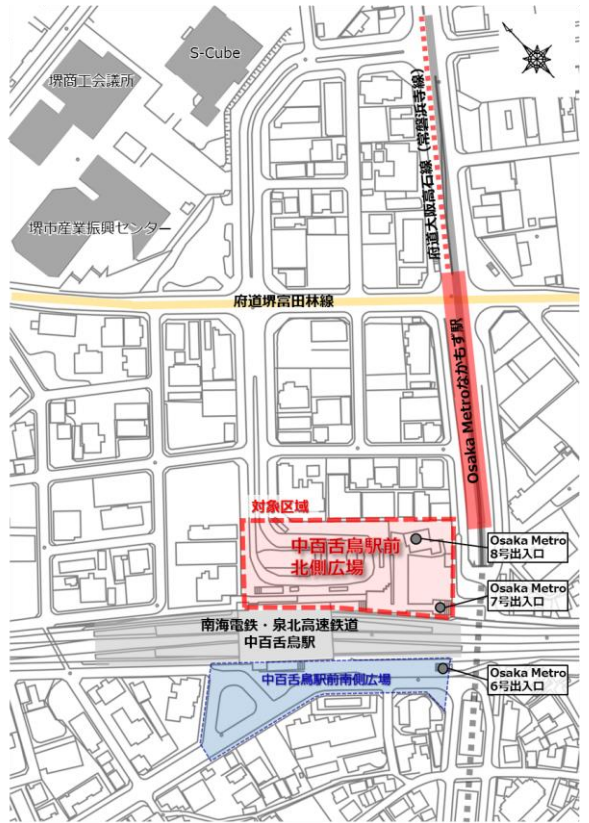 S-Cube
堺商工会議所
堺市産業振興センター
府道大阪高石線（常磐浜寺線）
府道堺富田林線
Osaka Metroなかもず駅
対象区域
中百舌鳥駅前
北側広場
Osaka Metro
8号出入口
Osaka Metro
7号出入口
南海電鉄・泉北高速鉄道
中百舌鳥駅
中百舌鳥駅前南側広場
Osaka Metro
6号出入口